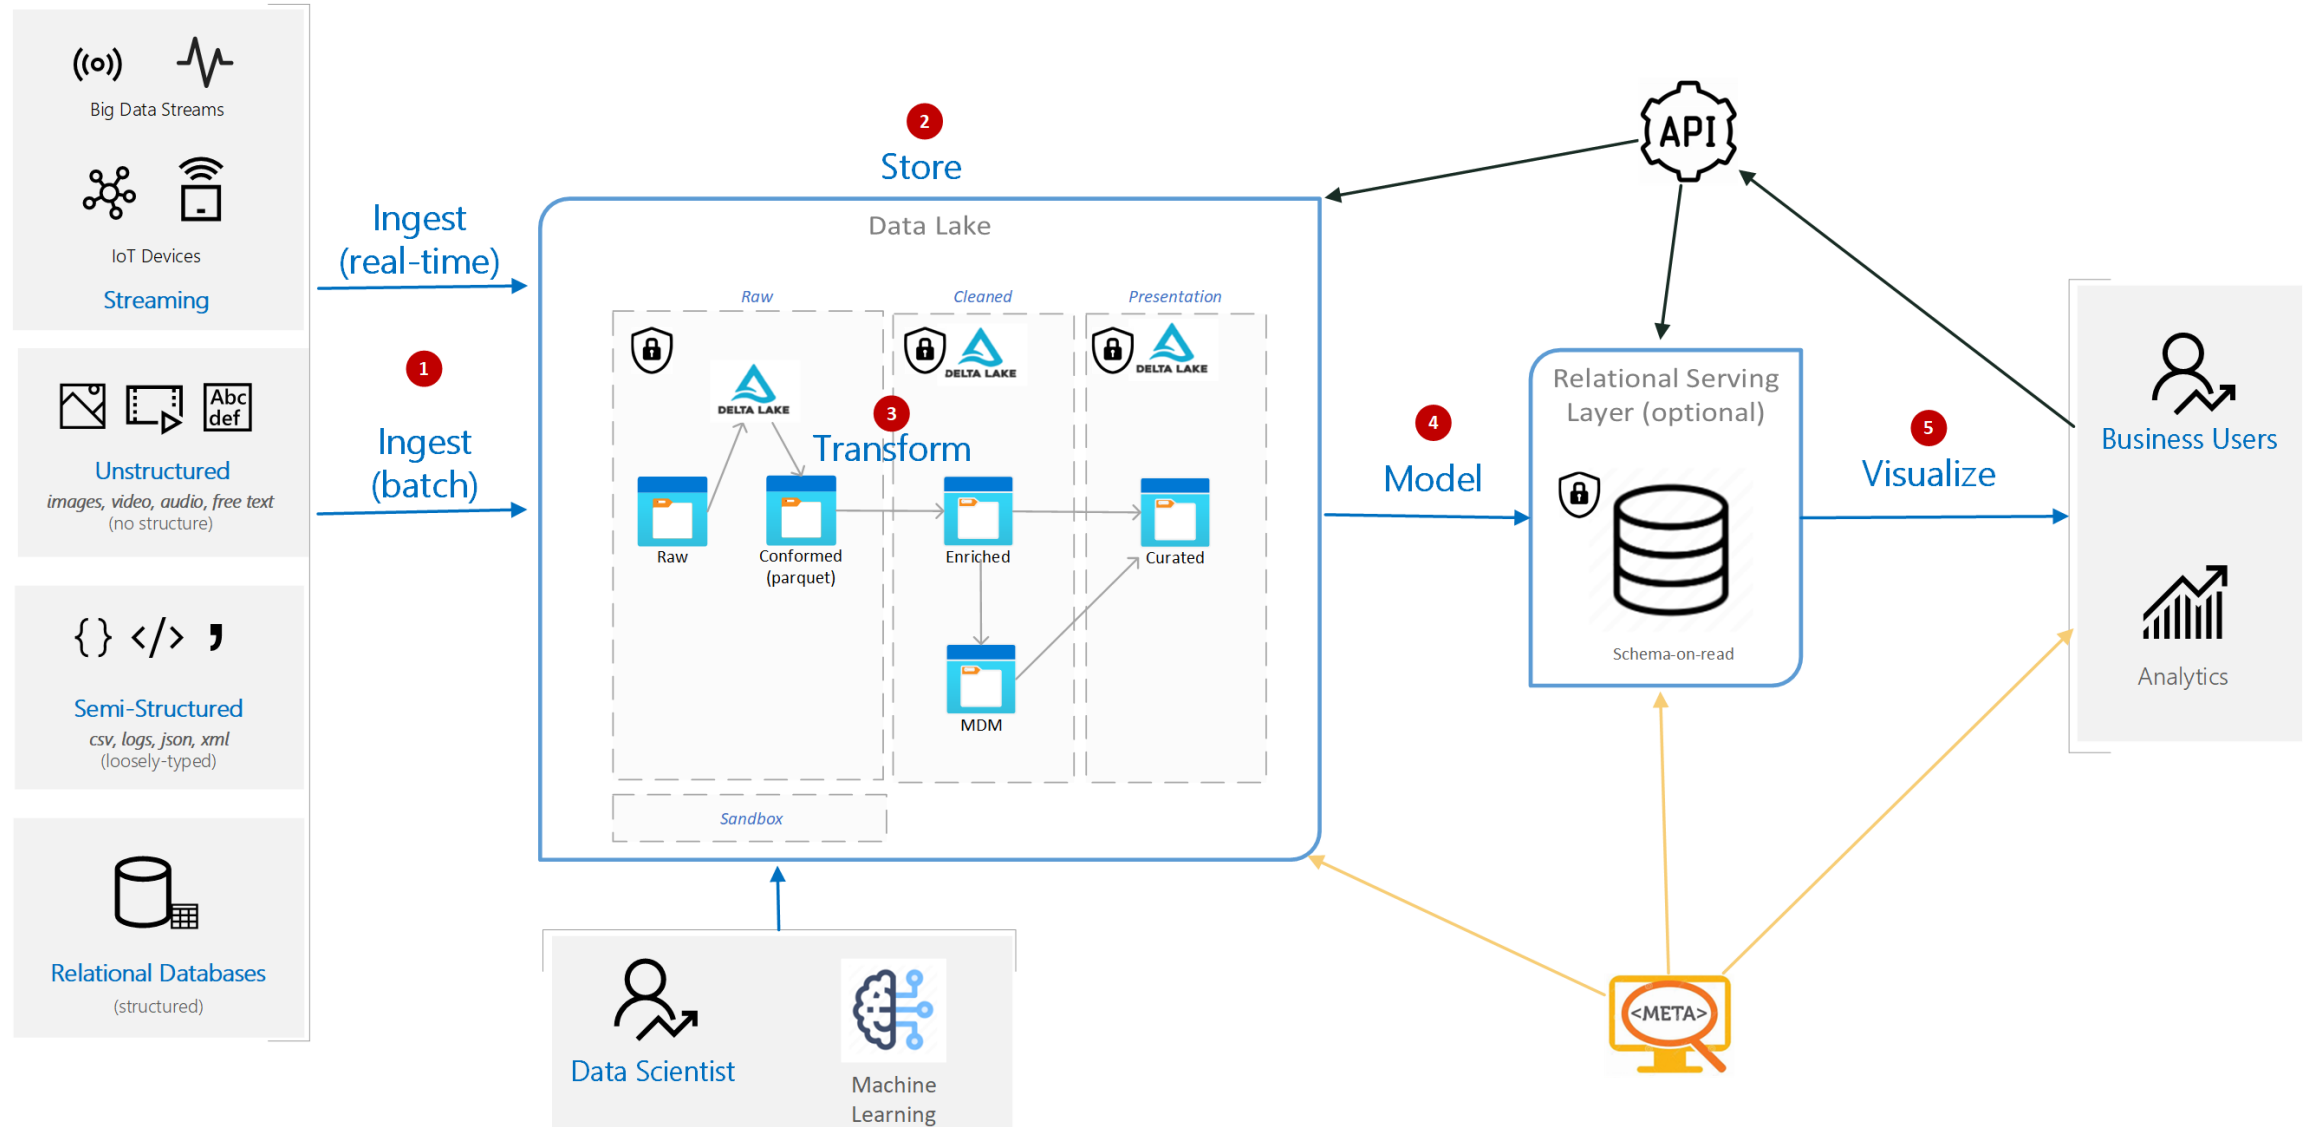 Big Data Streams
IoT Devices
Streaming
Abc
def
Unstructured
images, video, audio, free text
(no structure)
{ } </> ,
Semi-Structured
csv, logs, json, xml
(loosely-typed)
Relational Databases
(structured)
Ingest
(real-time)
1
Ingest
(batch)
2
Store
Data Lake
Raw
Cleaned
Presentation
DELTA LAKE
DELTA LAKE
DELTA LAKE
3
Transform
Raw
Conformed
(parquet)
Enriched
Curated
MDM
Sandbox
Data Scientist
Machine
Learning
4
Model
API
Relational Serving
Layer (optional)
Schema-on-read
5
Visualize
Business Users
Analytics
<META>